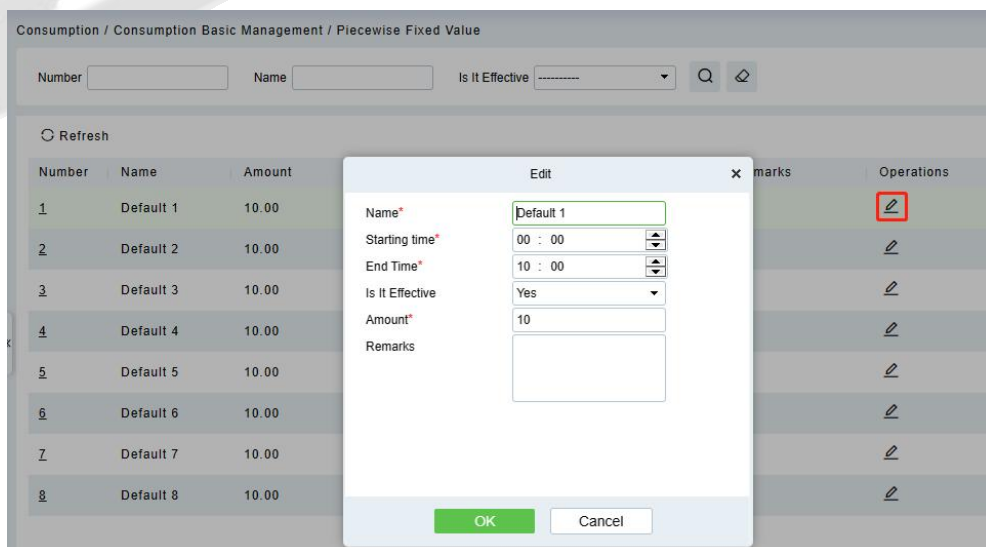 Consumption / Consumption Basic Management / Piecewise Fixed Value
Number Name Is It Effective ----------
Refresh
Number Name Amount marks Operations
Edit
1 Default 1 10.00
2 Default 2 10.00
3 Default 3 10.00
4 Default 4 10.00
5 Default 5 10.00
6 Default 6 10.00
7 Default 7 10.00
8 Default 8 10.00
Name* Default 1
Starting time* 00 : 00
End Time* 10 : 00
Is It Effective Yes
Amount* 10
Remarks
OK Cancel